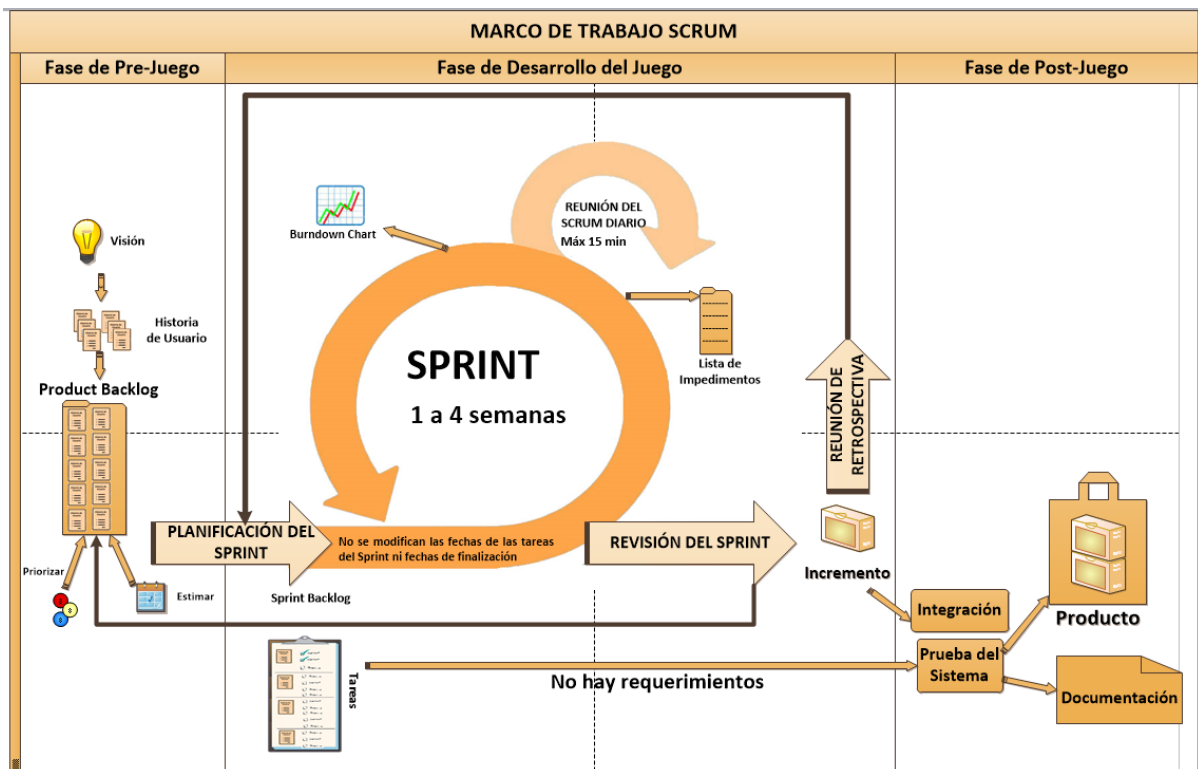 MARCO DE TRABAJO SCRUM
Fase de Pre-Juego
Fase de Desarrollo del Juego
Fase de Post-Juego
Visión
Historia
de Usuario
Product Backlog
Priorizar
Estimar
Burndown Chart
REUNIÓN DEL
SCRUM DIARIO
Máx 15 min
Lista de
Impedimentos
SPRINT
1 a 4 semanas
PLANIFICACIÓN DEL
SPRINT
No se modifican las fechas de las tareas
del Sprint ni fechas de finalización
Sprint Backlog
REVISIÓN DEL SPRINT
REUNIÓN DE
RETROSPECTIVA
Incremento
Tareas
No hay requerimientos
Integración
Prueba del
Sistema
Producto
Documentación